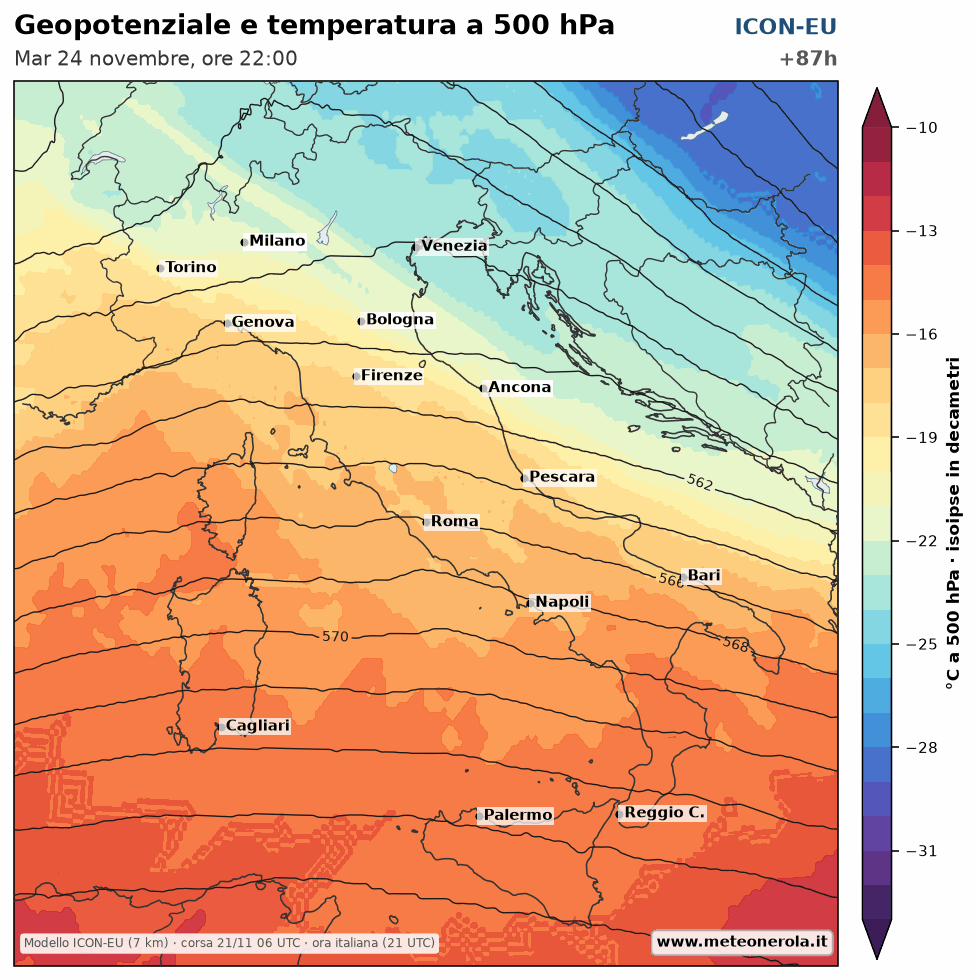 Geopotenziale e temperatura a 500 hPa
ICON-EU
Mar 24 novembre, ore 22:00
+87h
−10
−13
−16
−19
−22
−25
−28
−31
°C a 500 hPa · isoipse in decametri
Milano
Venezia
Torino
Genova
Bologna
Firenze
Ancona
Pescara
562
Roma
Bari
566
Napoli
570
568
Cagliari
Palermo
Reggio C.
Modello ICON-EU (7 km) · corsa 21/11 06 UTC · ora italiana (21 UTC)
www.meteonerola.it